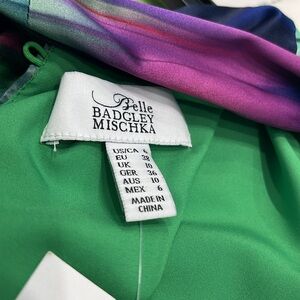 Belle
BADGLEY
MISCHKA
US/CA 6
EU 38
UK 10
GER 36
AUS 10
MEX 6
MADE IN
CHINA